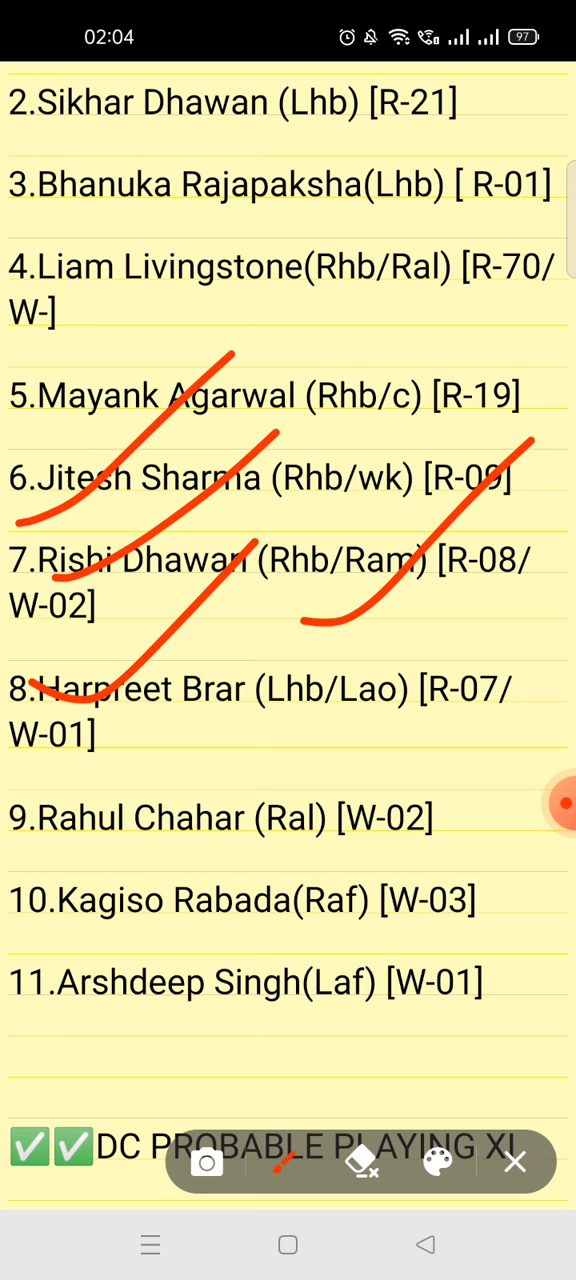 02:04
97
2.Sikhar Dhawan (Lhb) [R-21]
3.Bhanuka Rajapaksha(Lhb) [ R-01]
4.Liam Livingstone(Rhb/Ral) [R-70/
W-]
5.Mayank Agarwal (Rhb/c) [R-19]
6.Jitesh Sharma (Rhb/wk) [R-09]
7.Rishi Dhawan (Rhb/Ram) [R-08/
W-02]
8.Harpreet Brar (Lhb/Lao) [R-07/
W-01]
9.Rahul Chahar (Ral) [W-02]
10.Kagiso Rabada(Raf) [W-03]
11.Arshdeep Singh(Laf) [W-01]
✅✅DC PROBABLE PLAYING XI